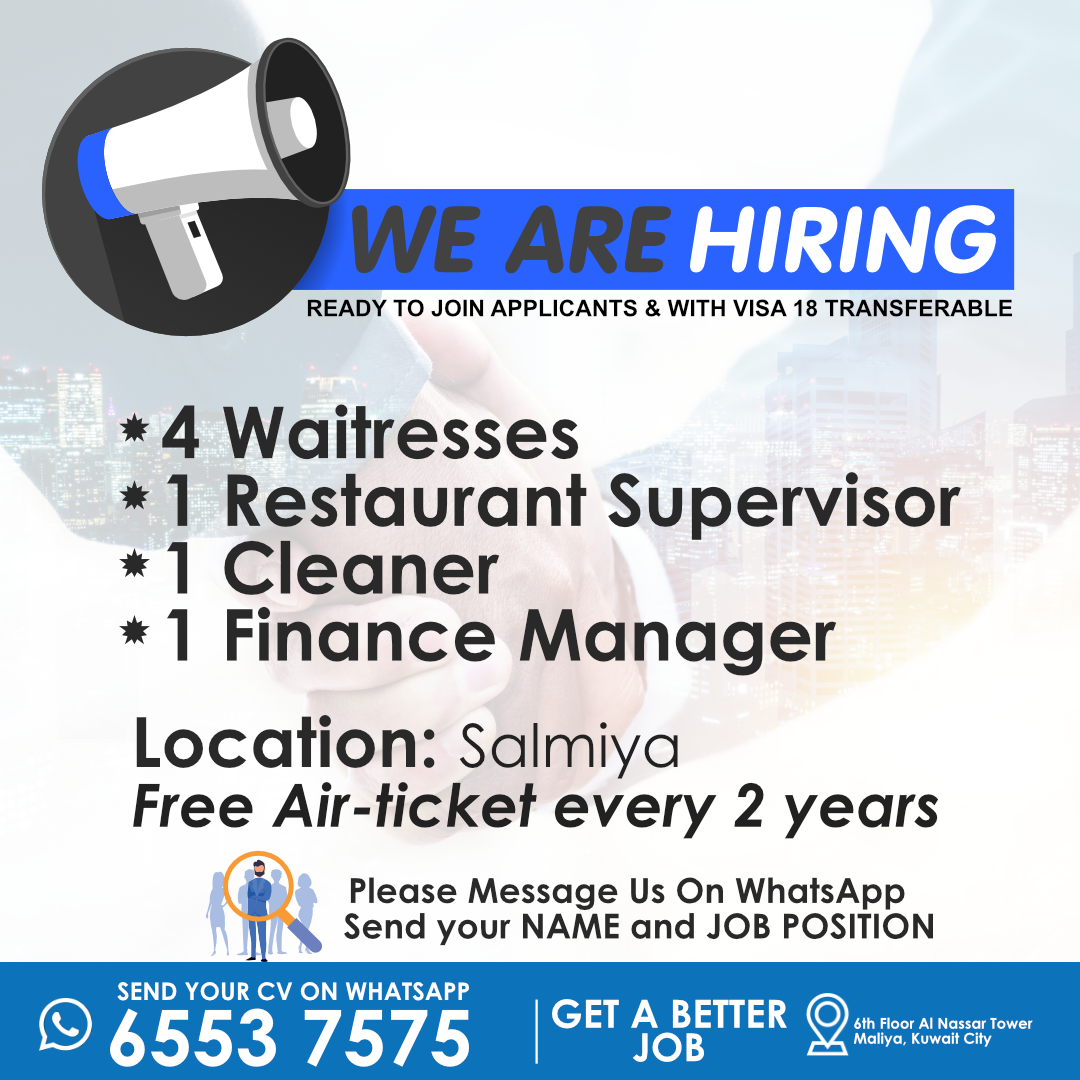 WE ARE HIRING
READY TO JOIN APPLICANTS & WITH VISA 18 TRANSFERABLE
* 4 Waitresses
* 1 Restaurant Supervisor
* 1 Cleaner
* 1 Finance Manager
Location: Salmiya
Free Air-ticket every 2 years
Please Message Us On WhatsApp
Send your NAME and JOB POSITION
SEND YOUR CV ON WHATSAPP
6553 7575
GET A BETTER
JOB
6th Floor Al Nassar Tower
Maliya, Kuwait City